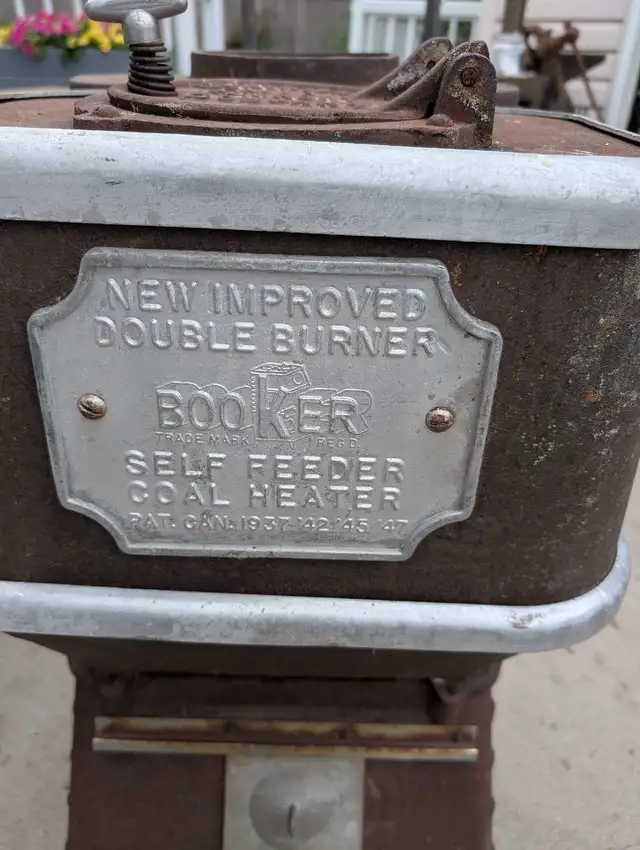 NEW IMPROVED
DOUBLE BURNER
BOOKER
TRADE MARK REG'D.
SELF FEEDER
COAL HEATER
PAT. CAN. 1937 '42 '45 '47